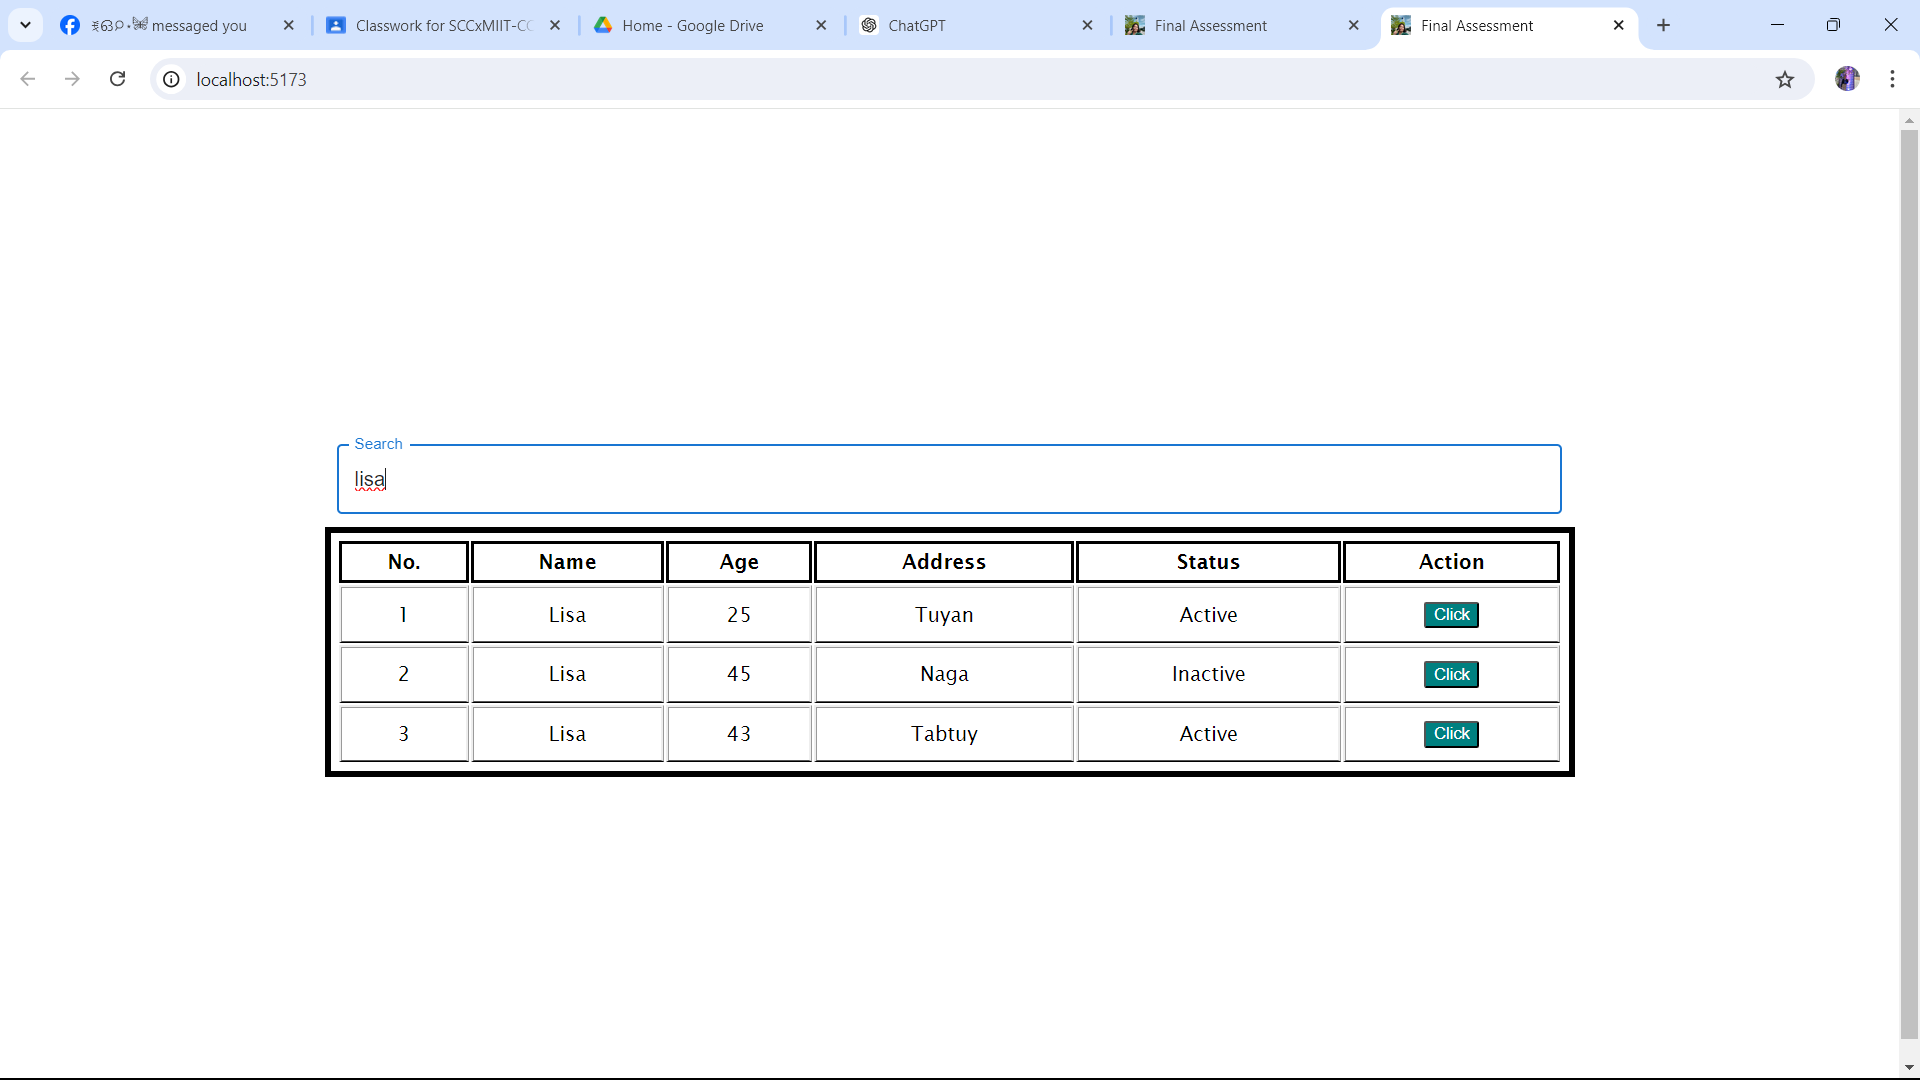 messaged you
Classwork for SCCxMIIT-CC
Home - Google Drive
ChatGPT
Final Assessment
Final Assessment
localhost:5173
Search
lisa
No. Name Age Address Status Action
1 Lisa 25 Tuyan Active Click
2 Lisa 45 Naga Inactive Click
3 Lisa 43 Tabtuy Active Click